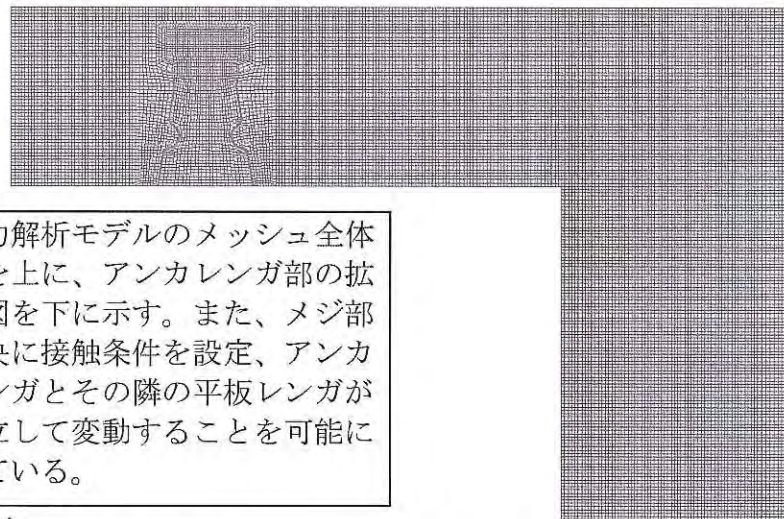 力解析モデルのメッシュ全体
を上に、アンカレンガ部の拡
図を下に示す。また、メジ部
央に接触条件を設定、アンカ
ンガとその隣の平板レンガが
立して変動することを可能に
ている。